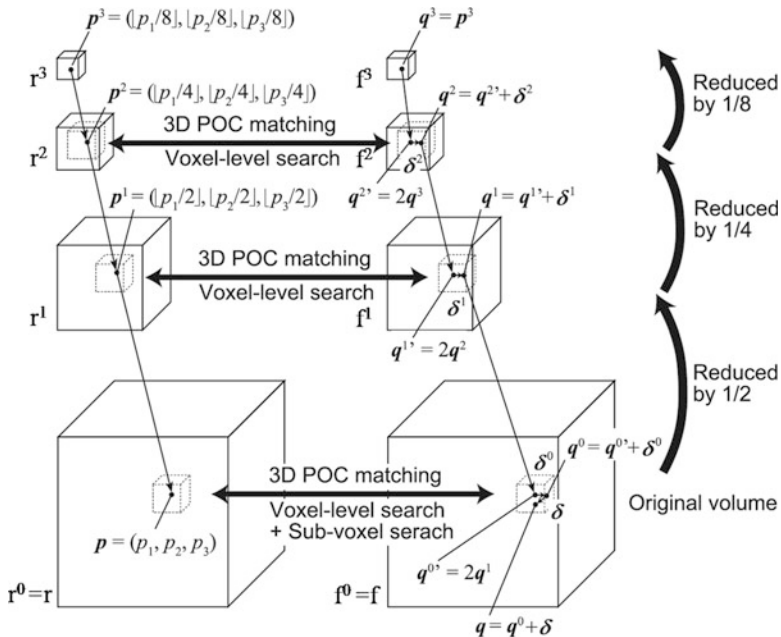 p³ = (⌊p₁/8⌋, ⌊p₂/8⌋, ⌊p₃/8⌋)
q³ = p³
r³
f³
Reduced
by 1/8
p² = (⌊p₁/4⌋, ⌊p₂/4⌋, ⌊p₃/4⌋)
q² = q²' + δ²
3D POC matching
Voxel-level search
r²
f²
δ²
q²' = 2q³
p¹ = (⌊p₁/2⌋, ⌊p₂/2⌋, ⌊p₃/2⌋)
q¹ = q¹' + δ¹
Reduced
by 1/4
3D POC matching
Voxel-level search
r¹
f¹
δ¹
q¹' = 2q²
Reduced
by 1/2
3D POC matching
Voxel-level search
+ Sub-voxel serach
δ⁰
q⁰ = q⁰' + δ⁰
δ
Original volume
p = (p₁, p₂, p₃)
q⁰' = 2q¹
r⁰ = r
f⁰ = f
q = q⁰ + δ